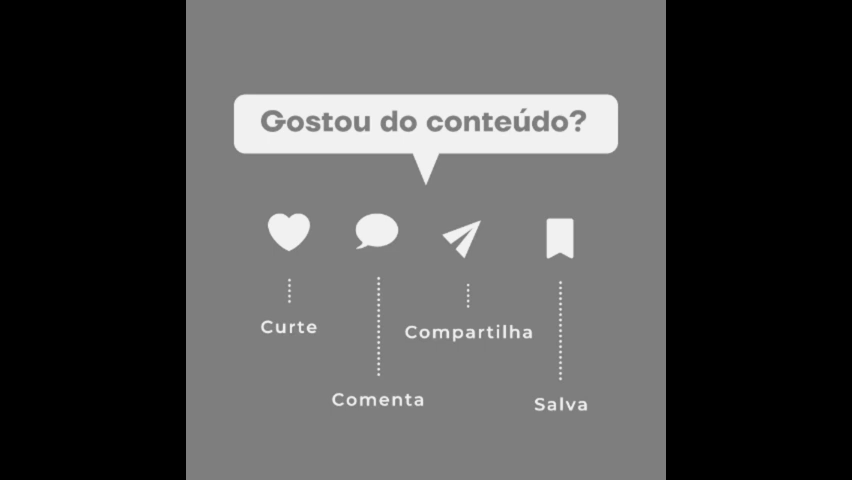 Gostou do conteúdo?
Curte
Compartilha
Comenta
Salva